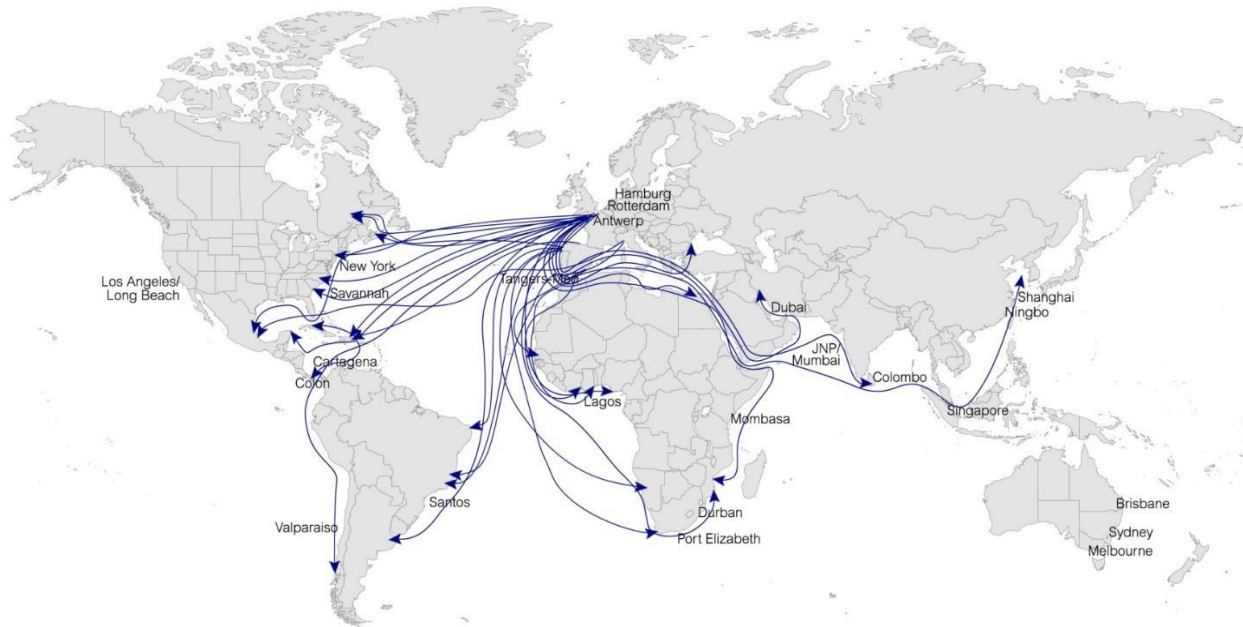 Hamburg
Rotterdam
Antwerp
New York
Tangers-Med
Los Angeles/
Long Beach
Savannah
Dubai
Shanghai
Ningbo
JNP/
Mumbai
Cartagena
Colon
Colombo
Lagos
Singapore
Mombasa
Santos
Durban
Brisbane
Valparaiso
Port Elizabeth
Sydney
Melbourne